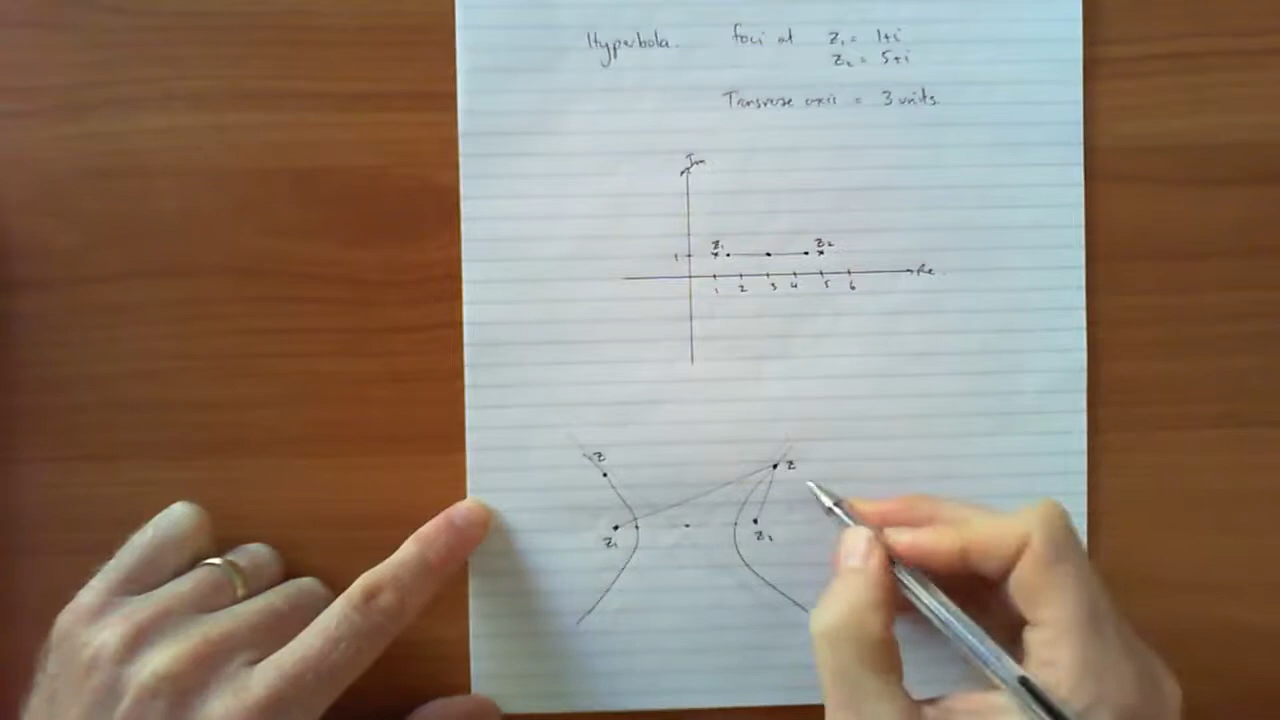 Hyperbola. foci at z₁ = 1+i
z₂ = 5+i
Transverse axis = 3 units.
Im
z₁ z₂
1
Re
1 2 3 4 5 6
z z
z₁ z₂